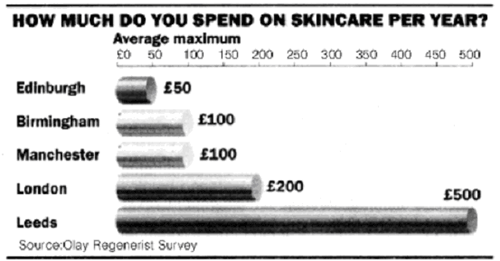 HOW MUCH DO YOU SPEND ON SKINCARE PER YEAR?
Average maximum
£0 50 100 150 200 250 300 350 400 450 500
Edinburgh £50
Birmingham £100
Manchester £100
London £200
Leeds £500
Source:Olay Regenerist Survey